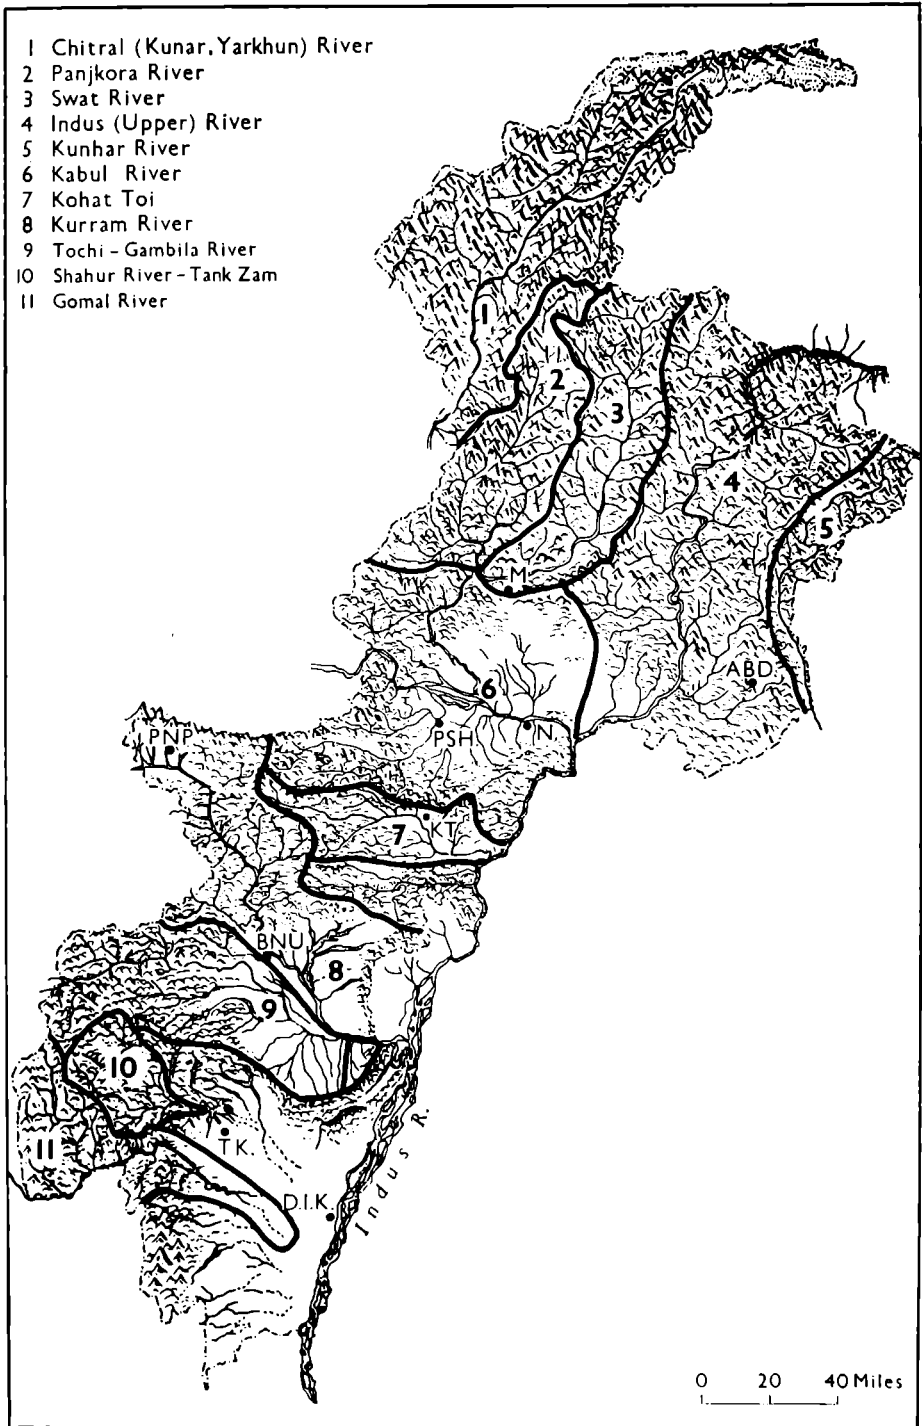 1 Chitral (Kunar, Yarkhun) River
2 Panjkora River
3 Swat River
4 Indus (Upper) River
5 Kunhar River
6 Kabul River
7 Kohat Toi
8 Kurram River
9 Tochi - Gambila River
10 Shahur River - Tank Zam
11 Gomal River
1
2
3
4
5
M
ABD
6
PSH
N
PNP
7
KT
BNU
8
9
10
11
TK.
D.I.K.
Indus R.
0 20 40 Miles